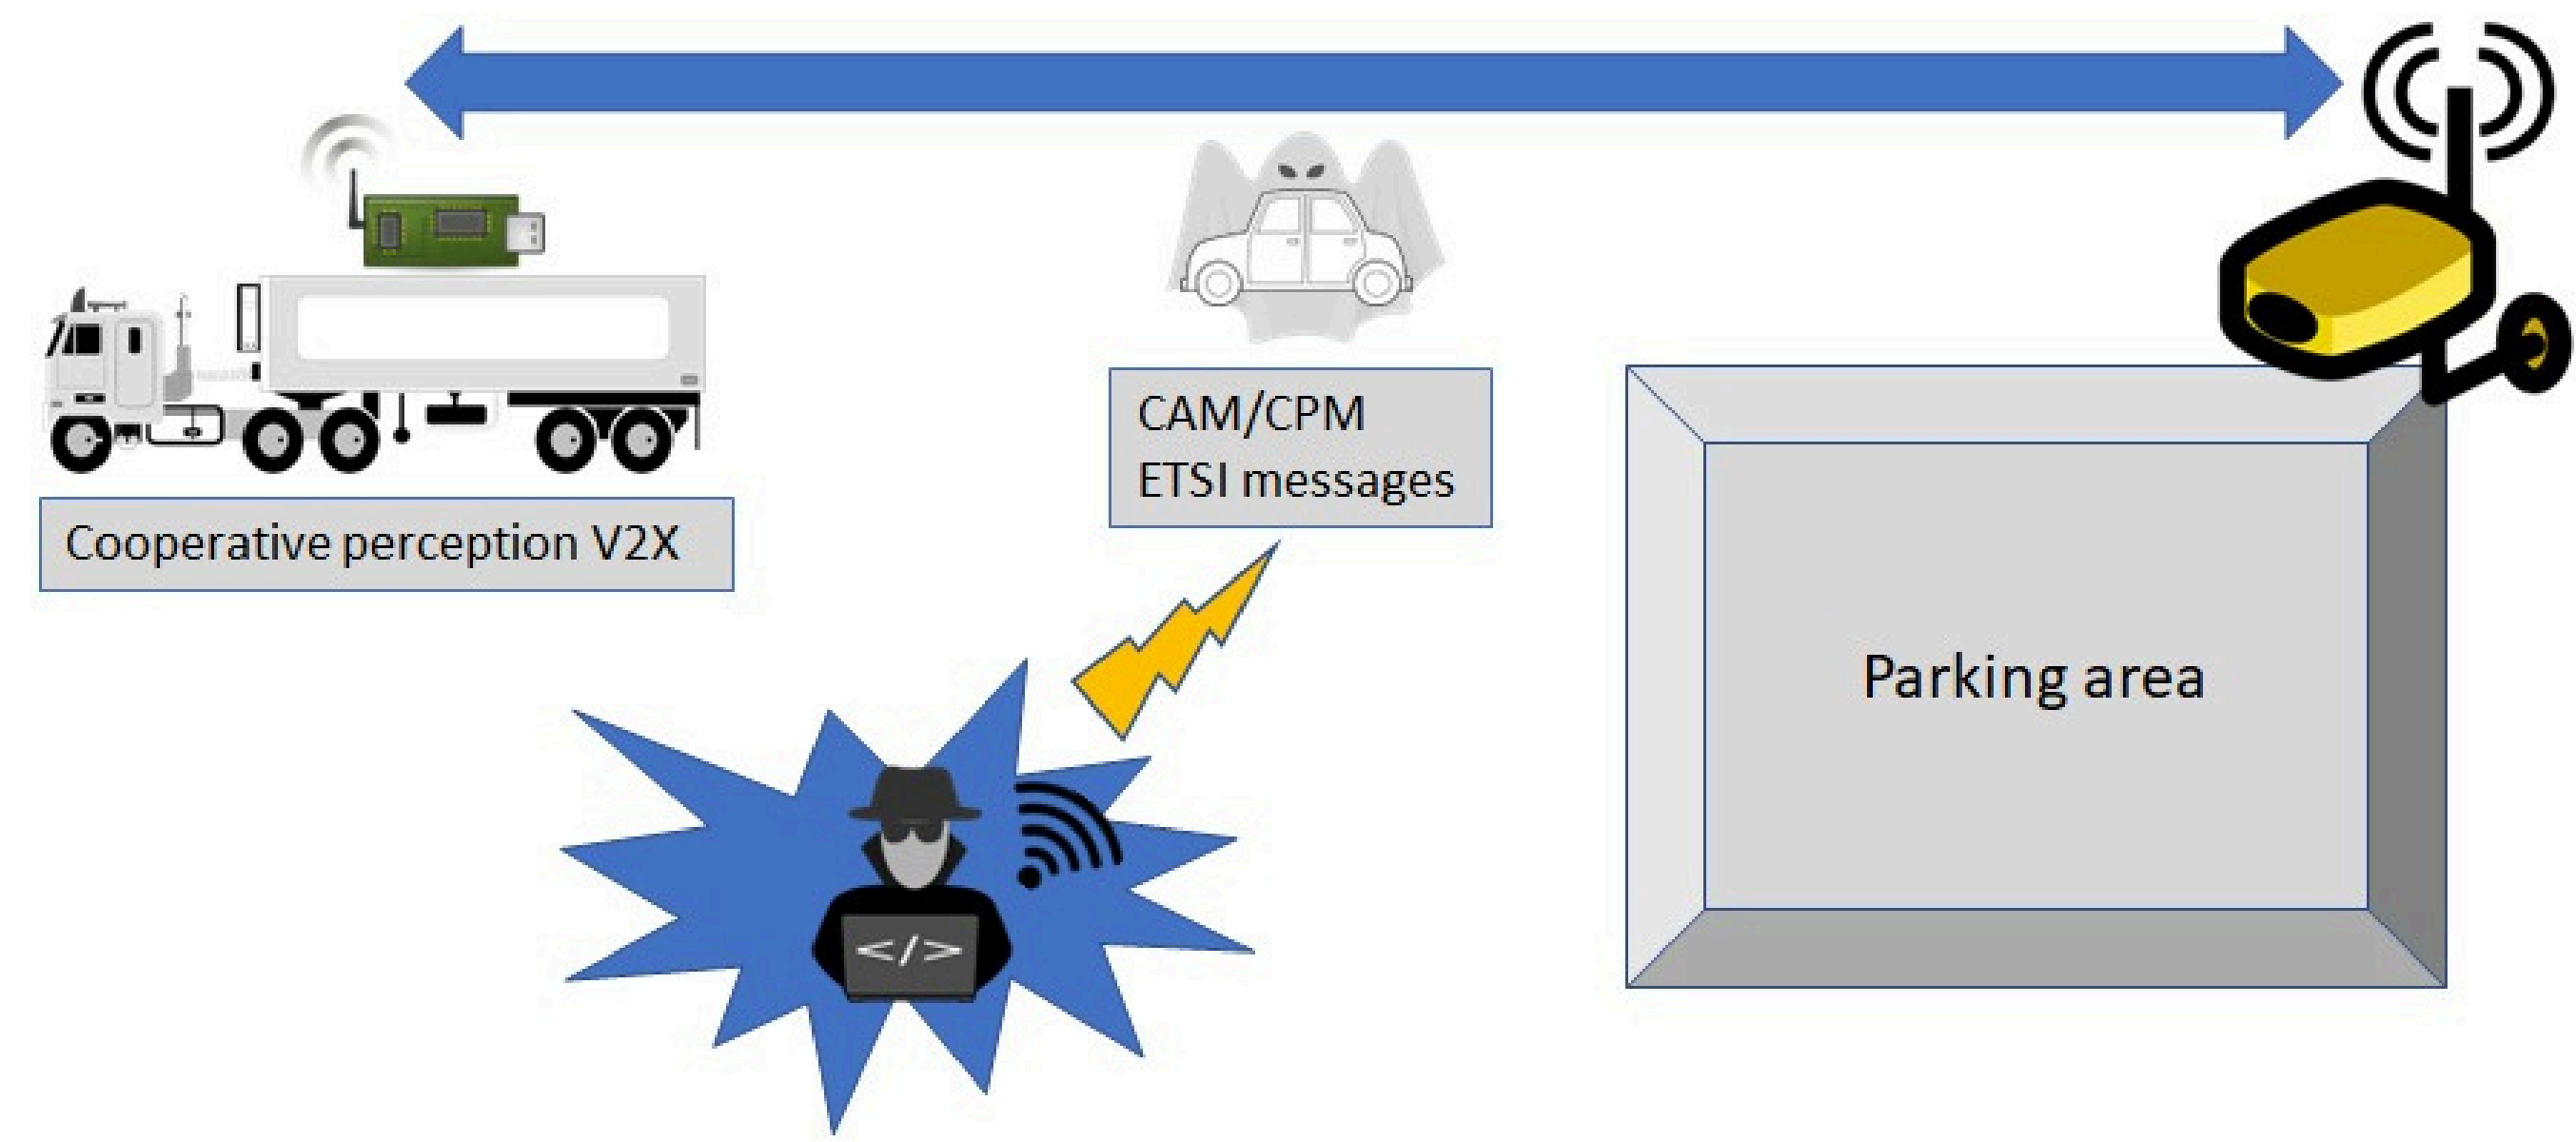 CAM/CPM
ETSI messages
Cooperative perception V2X
Parking area
</>